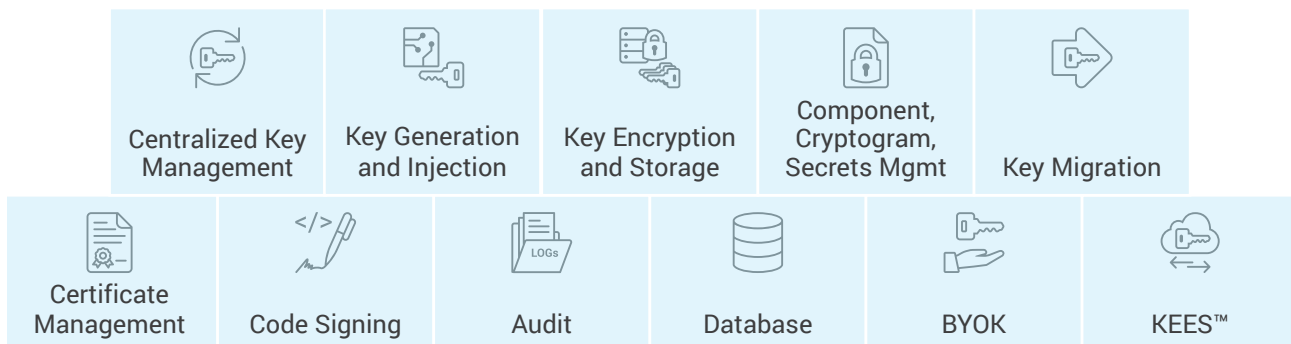 Centralized Key
Management
Key Generation
and Injection
Key Encryption
and Storage
Component,
Cryptogram,
Secrets Mgmt
Key Migration
Certificate
Management
</>
Code Signing
LOGs
Audit
Database
BYOK
KEES™